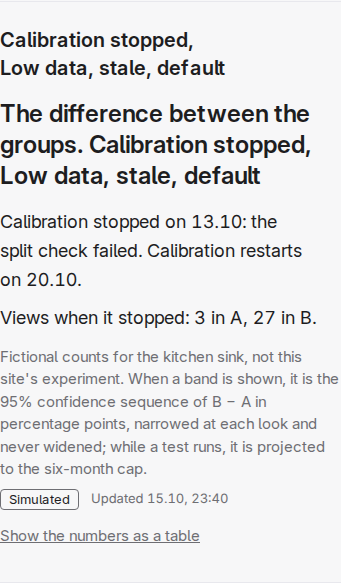 Calibration stopped,
Low data, stale, default
The difference between the
groups. Calibration stopped,
Low data, stale, default
Calibration stopped on 13.10: the
split check failed. Calibration restarts
on 20.10.
Views when it stopped: 3 in A, 27 in B.
Fictional counts for the kitchen sink, not this
site's experiment. When a band is shown, it is the
95% confidence sequence of B − A in
percentage points, narrowed at each look and
never widened; while a test runs, it is projected
to the six-month cap.
Simulated Updated 15.10, 23:40
Show the numbers as a table